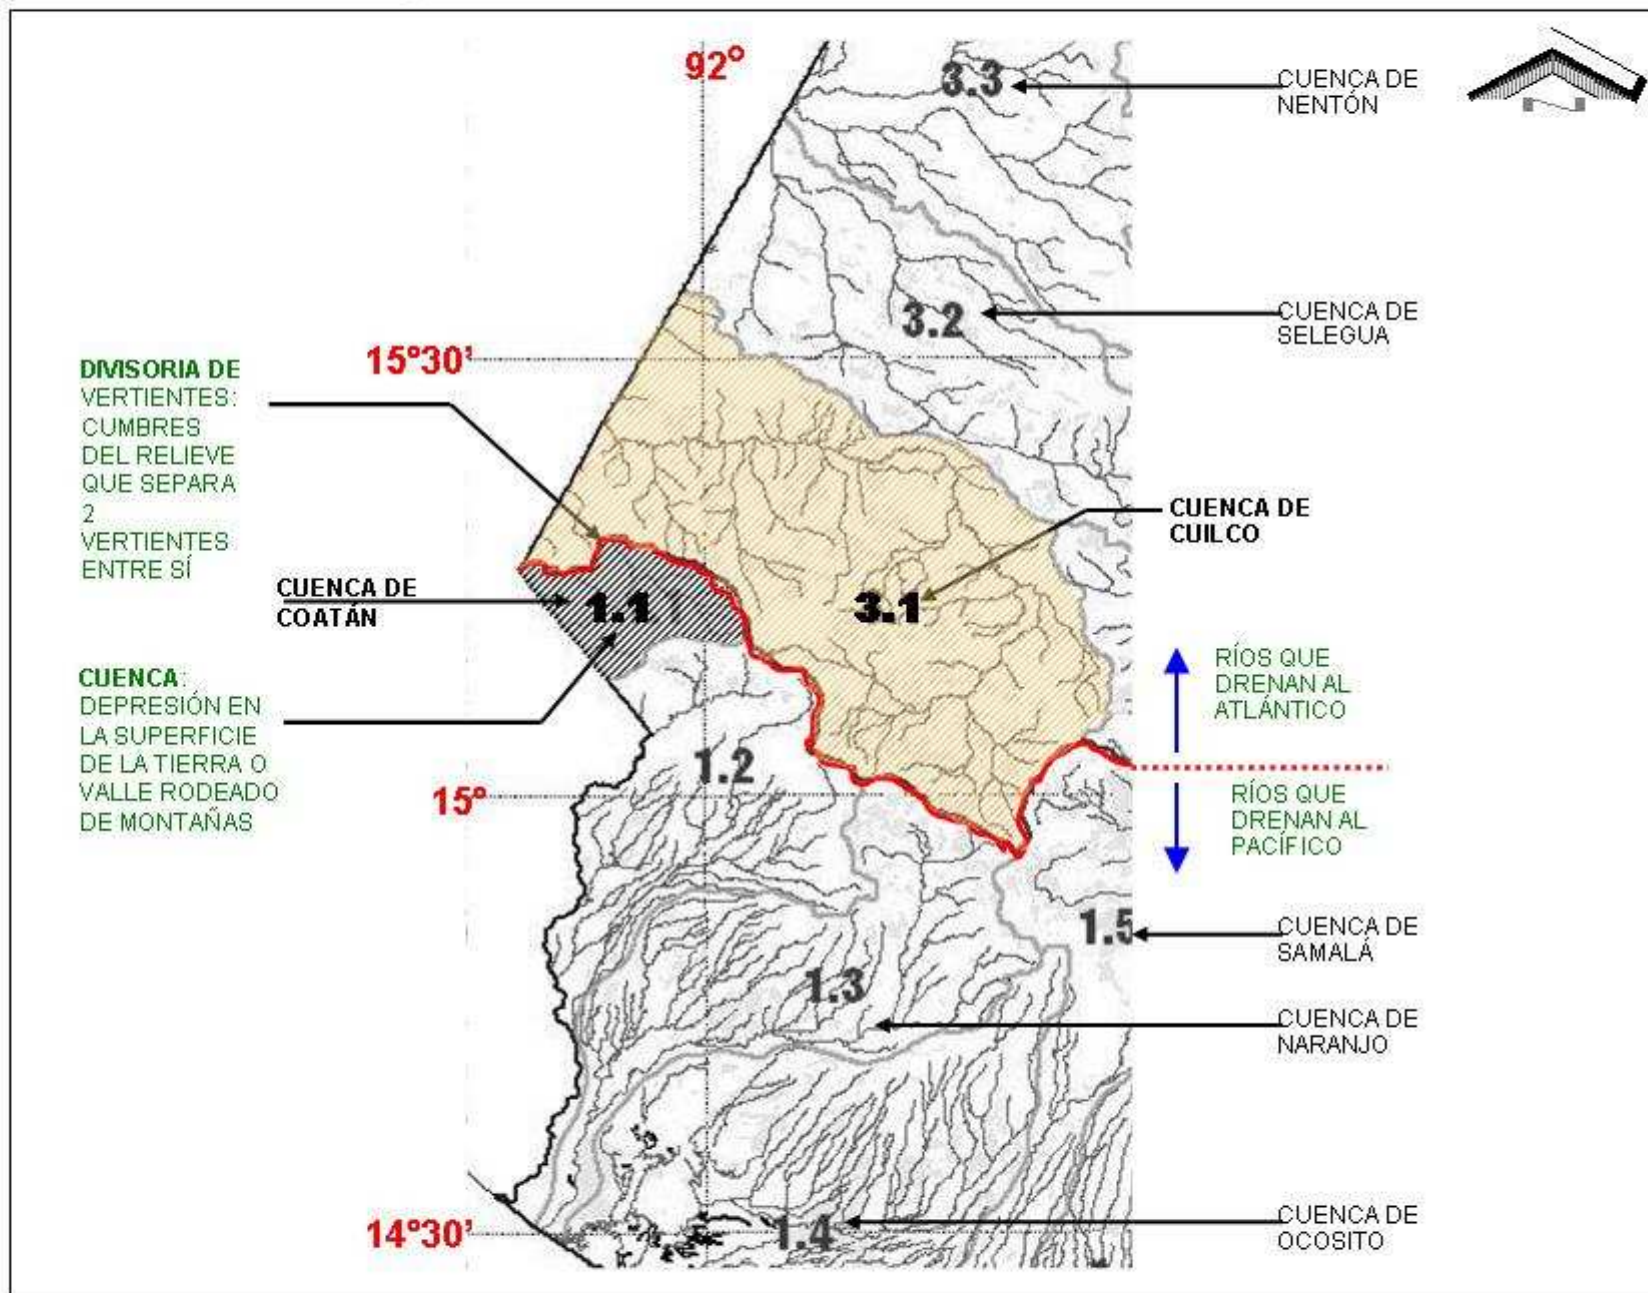 92°
3.3
CUENCA DE
NENTÓN
3.2
CUENCA DE
SELEGUA
15°30'
DIVISORIA DE
VERTIENTES:
CUMBRES
DEL RELIEVE
QUE SEPARA
2
VERTIENTES
ENTRE SÍ
CUENCA DE
CUILCO
CUENCA DE
COATÁN
1.1
3.1
CUENCA:
DEPRESIÓN EN
LA SUPERFICIE
DE LA TIERRA O
VALLE RODEADO
DE MONTAÑAS
RÍOS QUE
DRENAN AL
ATLÁNTICO
1.2
15°
RÍOS QUE
DRENAN AL
PACÍFICO
1.5
CUENCA DE
SAMALÁ
1.3
CUENCA DE
NARANJO
14°30'
1.4
CUENCA DE
OCOSITO